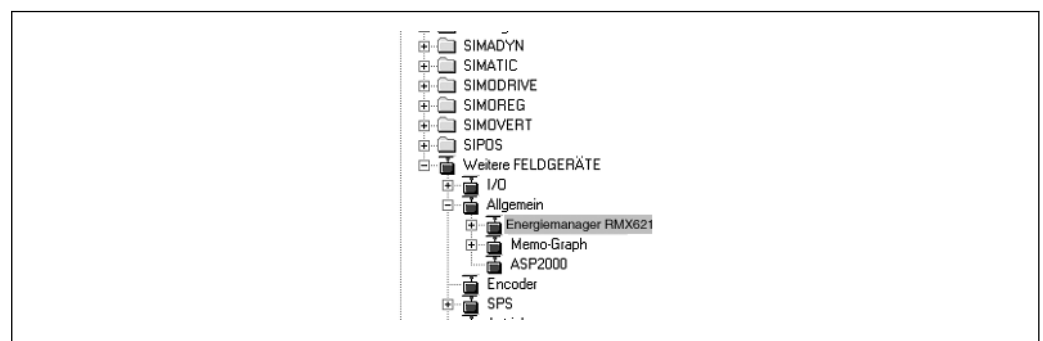 SIMADYN
SIMATIC
SIMODRIVE
SIMOREG
SIMOVERT
SIPOS
Weitere FELDGERÄTE
I/O
Allgemein
Energiemanager RMX621
Memo-Graph
ASP2000
Encoder
SPS